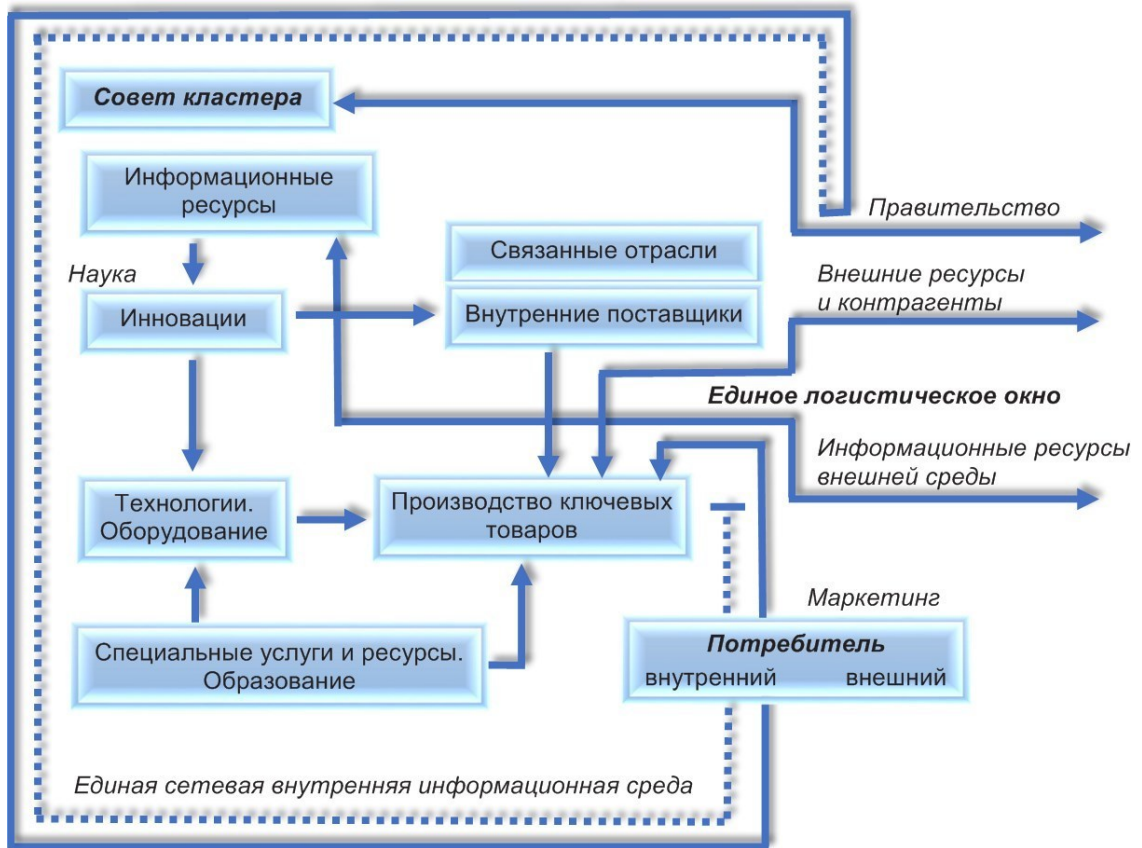 Совет кластера
Информационные
ресурсы
Правительство
Связанные отрасли
Наука
Внешние ресурсы
и контрагенты
Инновации
Внутренние поставщики
Единое логистическое окно
Информационные ресурсы
внешней среды
Технологии.
Оборудование
Производство ключевых
товаров
Маркетинг
Специальные услуги и ресурсы.
Образование
Потребитель
внутренний внешний
Единая сетевая внутренняя информационная среда